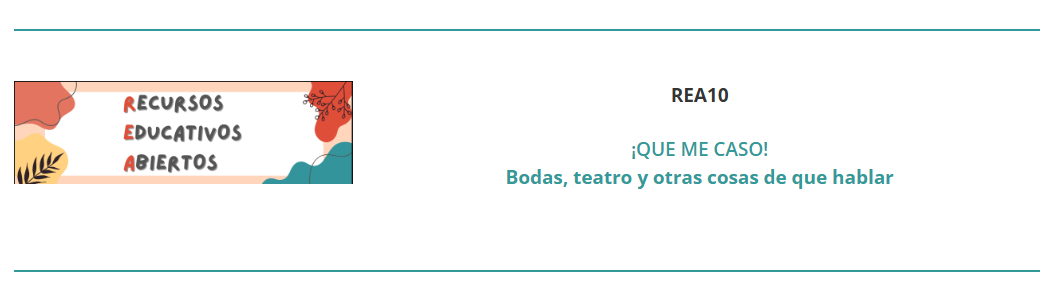 RECURSOS
EDUCATIVOS
ABIERTOS
REA10
¡QUE ME CASO!
Bodas, teatro y otras cosas de que hablar